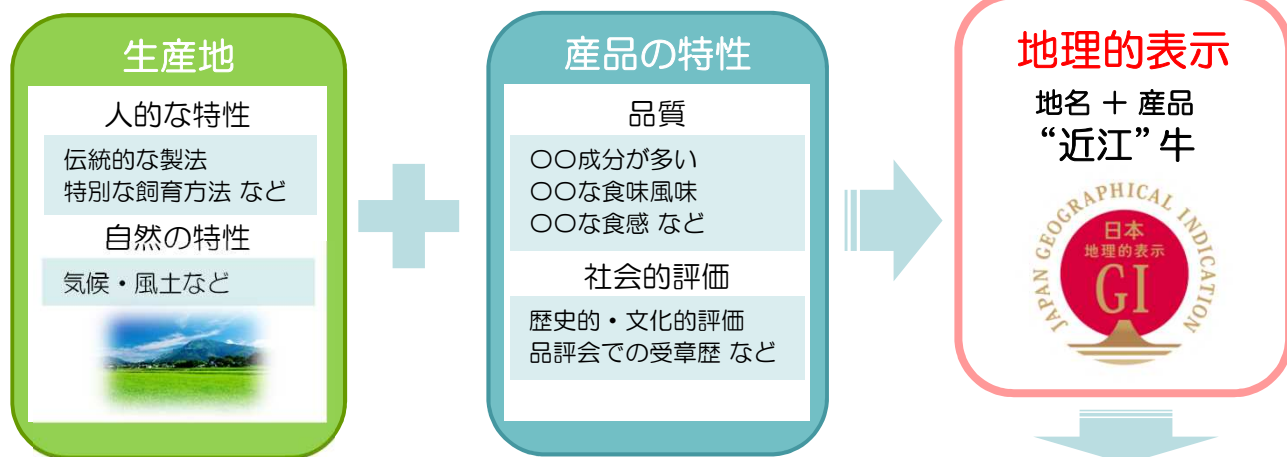 生産地
人的な特性
伝統的な製法
特別な飼育方法 など
自然の特性
気候・風土など
産品の特性
品質
〇〇成分が多い
〇〇な食味風味
〇〇な食感 など
社会的評価
歴史的・文化的評価
品評会での受章歴 など
地理的表示
地名 + 産品
“近江” 牛
JAPAN GEOGRAPHICAL INDICATION
日本
地理的表示
GI